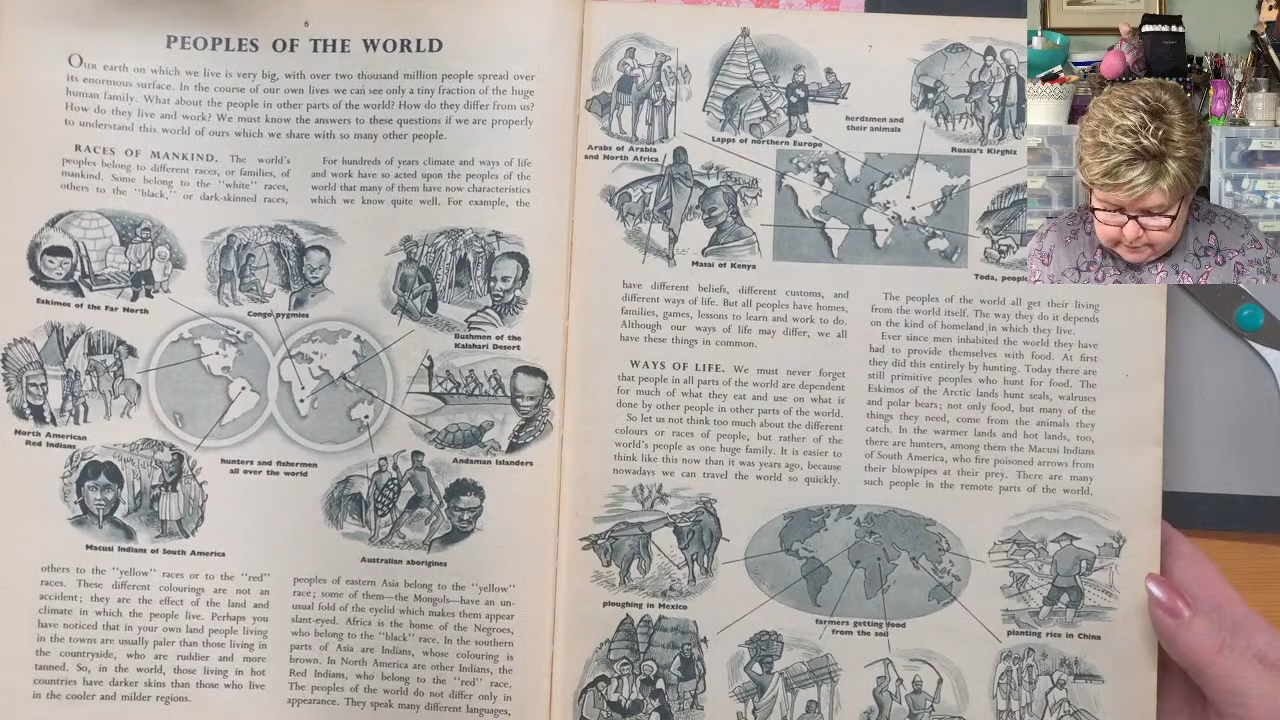 6
PEOPLES OF THE WORLD
OUR earth on which we live is very big, with over two thousand million people spread over
its enormous surface. In the course of our own lives we can see only a tiny fraction of the huge
human family. What about the people in other parts of the world? How do they differ from us?
How do they live and work? We must know the answers to these questions if we are properly
to understand this world of ours which we share with so many other people.
RACES OF MANKIND. The world's
peoples belong to different races, or families, of
mankind. Some belong to the "white" races,
others to the "black," or dark-skinned races,
For hundreds of years climate and ways of life
and work have so acted upon the peoples of the
world that many of them have now characteristics
which we know quite well. For example, the
Eskimos of the Far North
Congo pygmies
Bushmen of the
Kalahari Desert
North American
Red Indians
hunters and fishermen
all over the world
Andaman Islanders
Macusi Indians of South America
Australian aborigines
others to the "yellow" races or to the "red"
races. These different colourings are not an
accident; they are the effect of the land and
climate in which the people live. Perhaps you
have noticed that in your own land people living
in the towns are usually paler than those living in
the countryside, who are ruddier and more
tanned. So, in the world, those living in hot
countries have darker skins than those who live
in the cooler and milder regions.
peoples of eastern Asia belong to the "yellow"
race; some of them—the Mongols—have an un-
usual fold of the eyelid which makes them appear
slant-eyed. Africa is the home of the Negroes,
who belong to the "black" race. In the southern
parts of Asia are Indians, whose colouring is
brown. In North America are other Indians, the
Red Indians, who belong to the "red" race.
The peoples of the world do not differ only in
appearance. They speak many different languages,
7
Arabs of Arabia
and North Africa
Lapps of northern Europe
herdsmen and
their animals
Russia's Kirghiz
Masai of Kenya
Toda, people
have different beliefs, different customs, and
different ways of life. But all peoples have homes,
families, games, lessons to learn and work to do.
Although our ways of life may differ, we all
have these things in common.
WAYS OF LIFE. We must never forget
that people in all parts of the world are dependent
for much of what they eat and use on what is
done by other people in other parts of the world.
So let us not think too much about the different
colours or races of people, but rather of the
world's people as one huge family. It is easier to
think like this now than it was years ago, because
nowadays we can travel the world so quickly.
The peoples of the world all get their living
from the world itself. The way they do it depends
on the kind of homeland in which they live.
Ever since men inhabited the world they have
had to provide themselves with food. At first
they did this entirely by hunting. Today there are
still primitive peoples who hunt for food. The
Eskimos of the Arctic lands hunt seals, walruses
and polar bears; not only food, but many of the
things they need, come from the animals they
catch. In the warmer lands and hot lands, too,
there are hunters, among them the Macusi Indians
of South America, who fire poisoned arrows from
their blowpipes at their prey. There are many
such people in the remote parts of the world,
ploughing in Mexico
farmers getting food
from the soil
planting rice in China